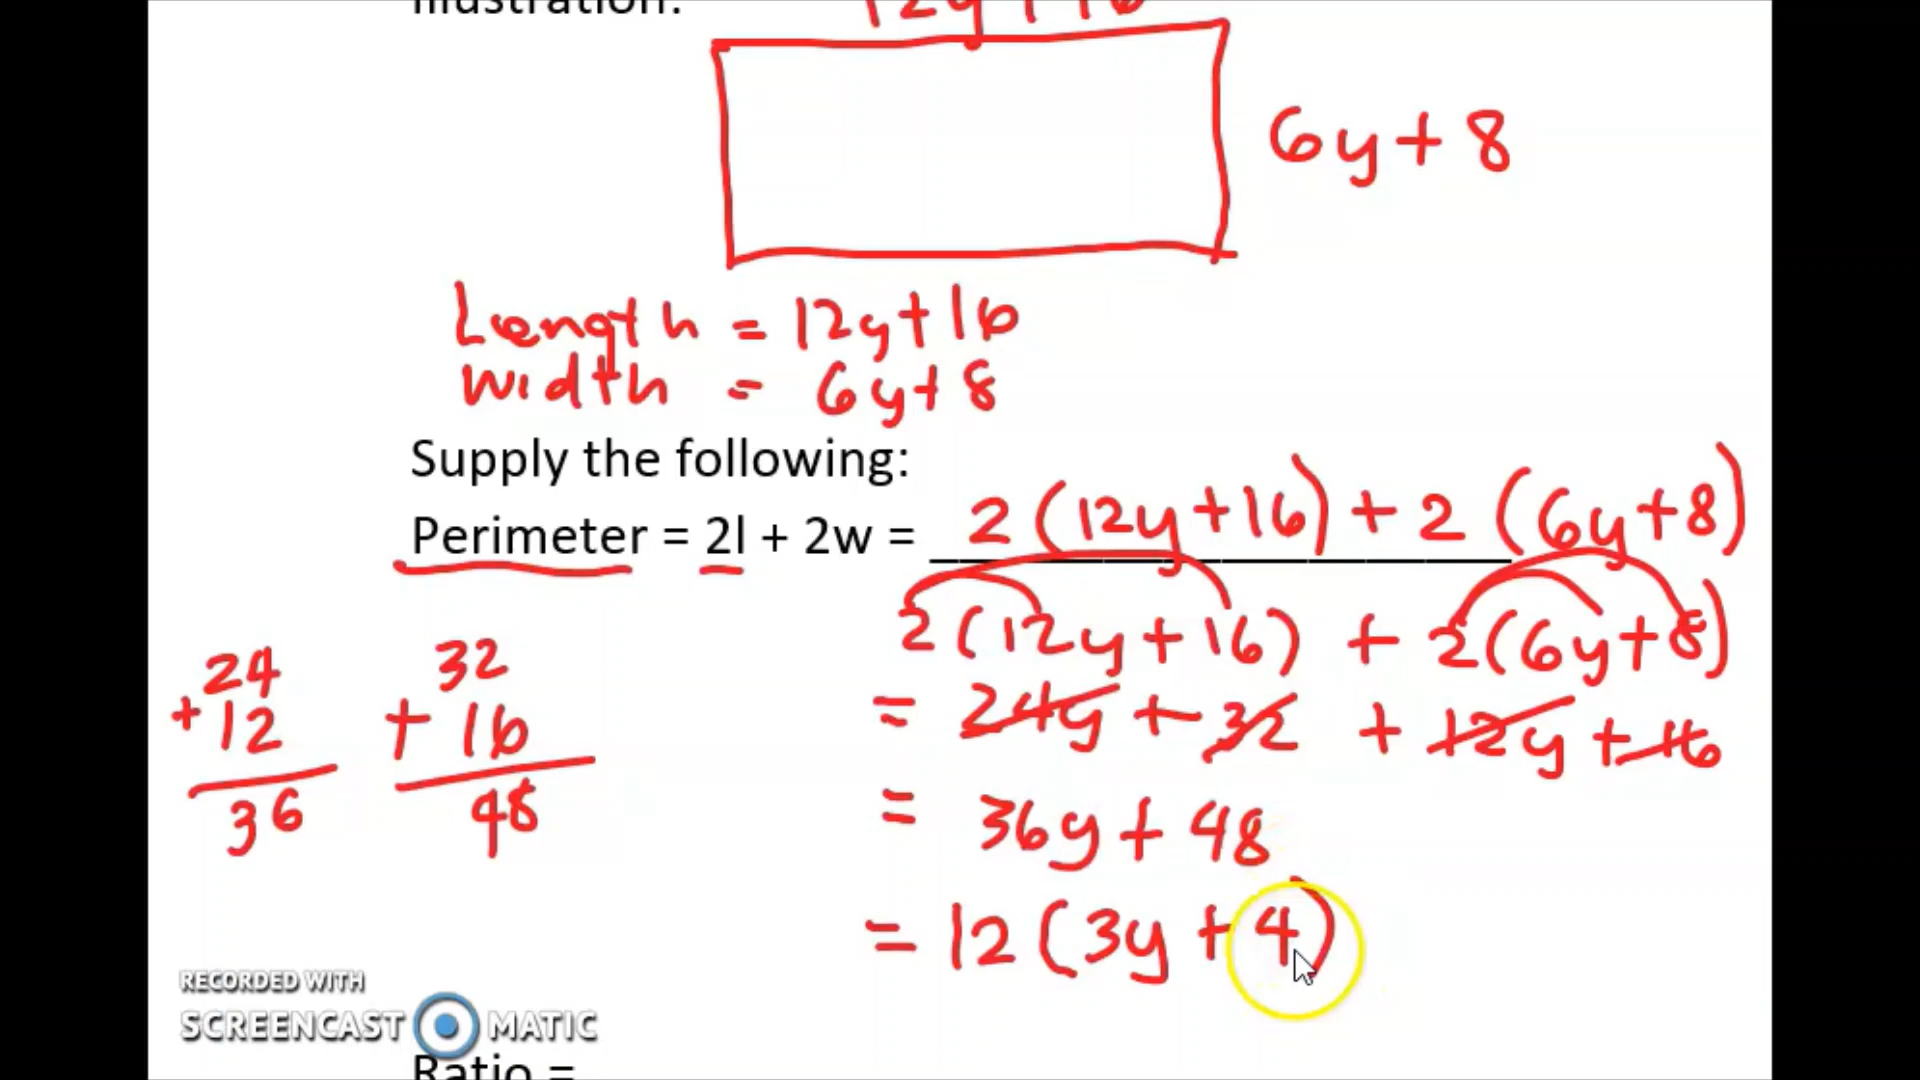 Illustration:
12y+16
6y+8
Length = 12y+16
Width = 6y+8
Supply the following:
Perimeter = 2l + 2w = 2(12y+16) + 2(6y+8)
2(12y+16) + 2(6y+8)
= 24y + 32 + 12y + 16
= 36y + 48
= 12(3y + 4)
24
+12
36
32
+ 16
48
RECORDED WITH
SCREENCAST MATIC
Ratio =